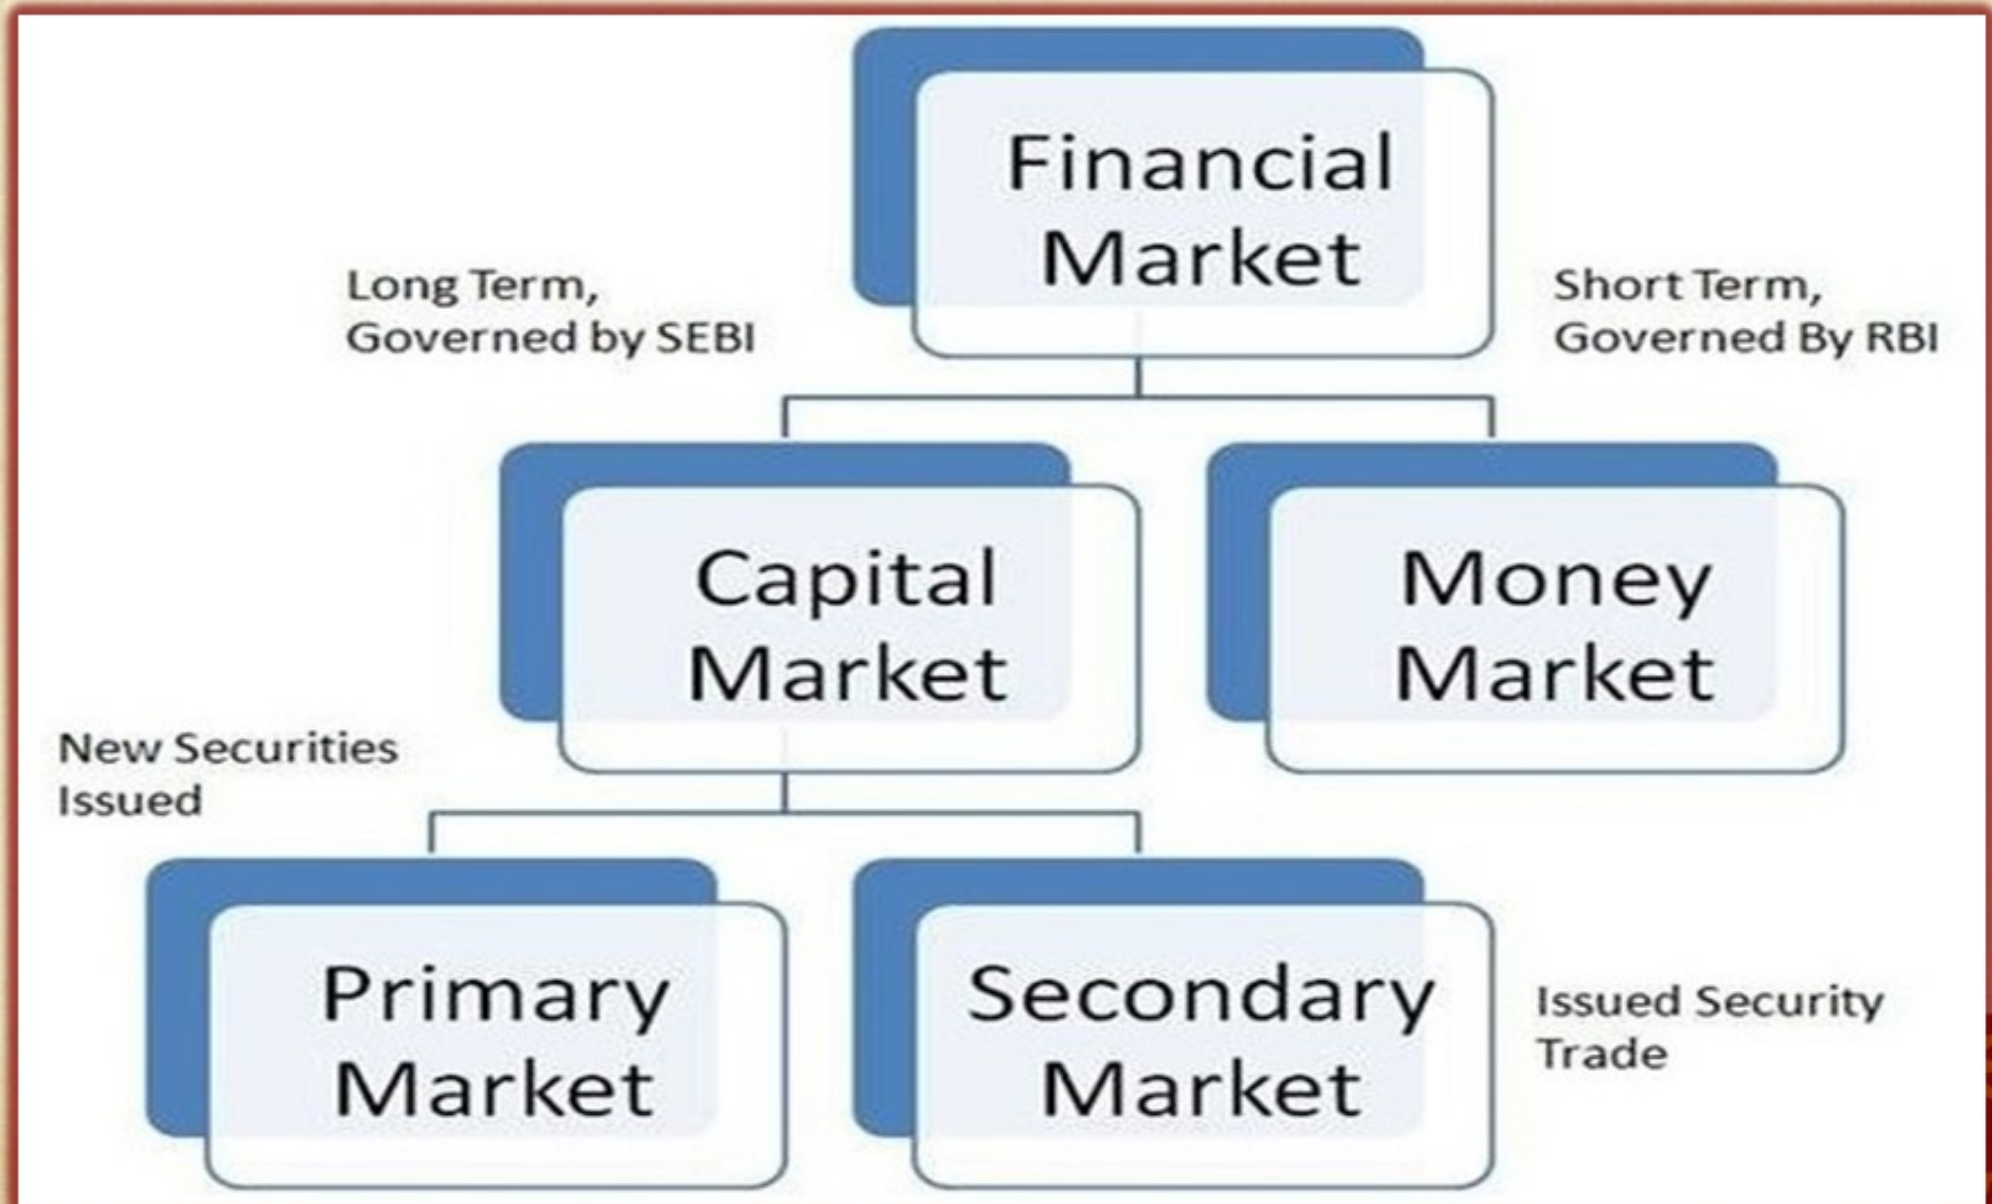 Financial
Market
Long Term,
Governed by SEBI
Short Term,
Governed By RBI
Capital
Market
Money
Market
New Securities
Issued
Primary
Market
Secondary
Market
Issued Security
Trade